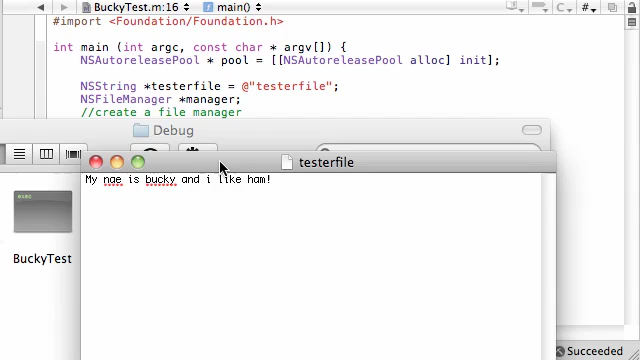 BuckyTest.m:16 main() C #
#import <Foundation/Foundation.h>
int main (int argc, const char * argv[]) {
NSAutoreleasePool * pool = [[NSAutoreleasePool alloc] init];
NSString *testerfile = @"testerfile";
NSFileManager *manager;
//create a file manager
Debug
testerfile
My nae is bucky and i like ham!
exec
BuckyTest
Succeeded